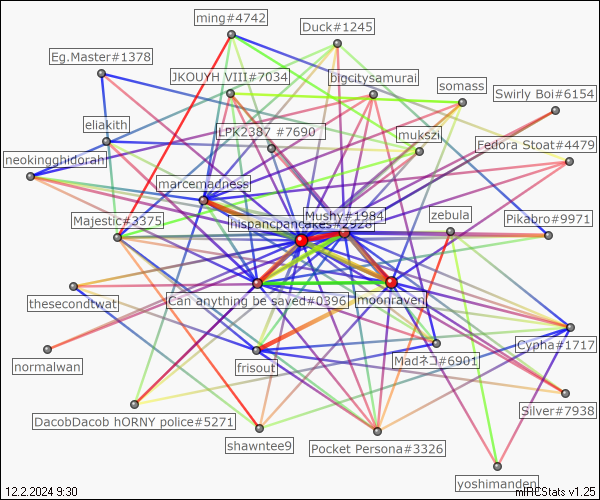 ming#4742
Duck#1245
Eg.Master#1378
JKOUYH VIII#7034
bigcitysamurai
somass
Swirly Boi#6154
eliakith
LPK2387 #7690
mukszi
Fedora Stoat#4479
neokingghidorah
marcemadness
Mushy#1984
zebula
Pikabro#9971
Majestic#3375
hispancpancakes#2928
thesecondtwat
Can anything be saved#0396
moonraven
Cypha#1717
normalwan
frisout
Madネコ#6901
Silver#7938
DacobDacob hORNY police#5271
shawntee9
Pocket Persona#3326
yoshimanden
12.2.2024 9:30
mIRCStats v1.25